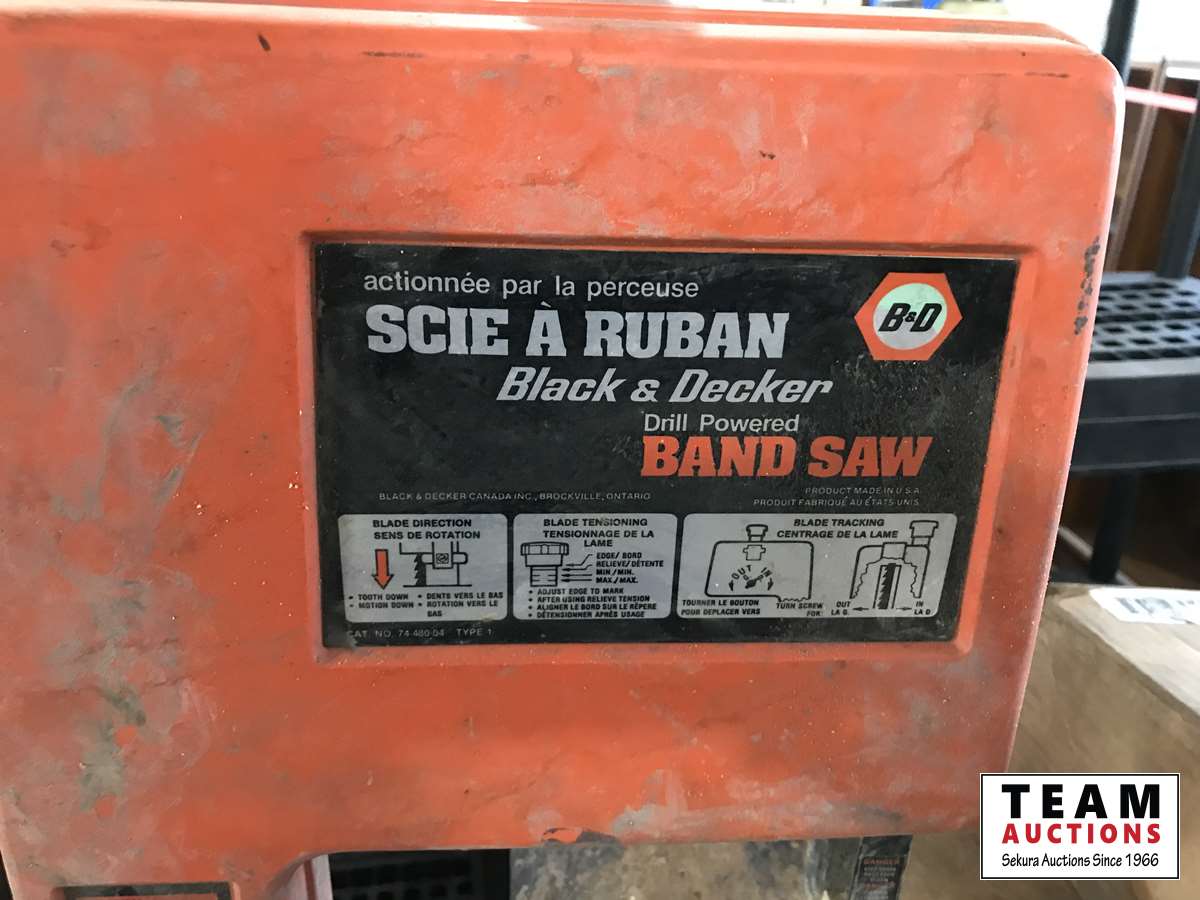 actionnée par la perceuse
SCIE À RUBAN
B&D
Black & Decker
Drill Powered
BAND SAW
PRODUCT MADE IN U.S.A.
BLACK & DECKER CANADA INC., BROCKVILLE, ONTARIO
PRODUIT FABRIQUÉ AU ÉTATS UNIS.
BLADE DIRECTION
SENS DE ROTATION
• TOOTH DOWN • DENTS VERS LE BAS
• MOTION DOWN • ROTATION VERS LE
BAS
BLADE TENSIONING
TENSIONNAGE DE LA
LAME
EDGE/ BORD
RELIEVE/DÉTENTE
MIN/MIN.
MAX/MAX.
• ADJUST EDGE TO MARK
• AFTER USING RELIEVE TENSION
• ALIGNER LE BORD SUR LE RÉPERE
• DÉTENSIONNER APRÈS USAGE
BLADE TRACKING
CENTRAGE DE LA LAME
OUT IN
TOURNER LE BOUTON
POUR DEPLACER VERS
TURN SCREW
FOR:
OUT
LA G.
IN
LA D
CAT. NO. 74-480-04 TYPE 1
DANGER
TEAM
AUCTIONS
Sekura Auctions Since 1966